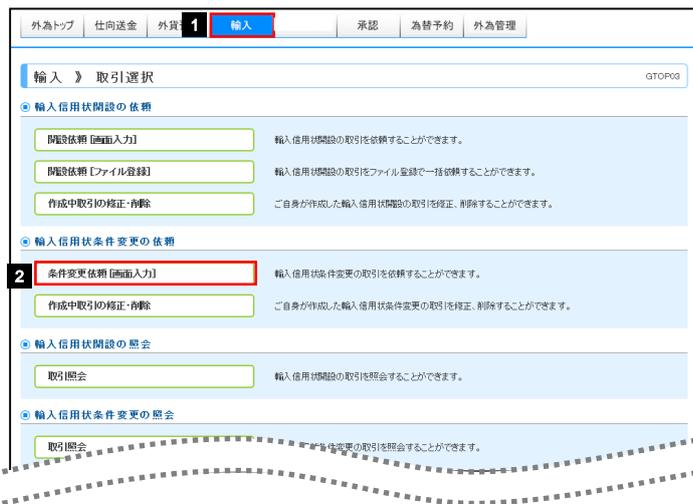 外為トップ 仕向送金 外貨 1 輸入 承認 為替予約 外為管理
輸入 》 取引選択 GTOP03
輸入信用状開設の依頼
開設依頼[画面入力] 輸入信用状開設の取引を依頼することができます。
開設依頼[ファイル登録] 輸入信用状開設の取引をファイル登録で一括依頼することができます。
作成中取引の修正・削除 ご自身が作成した輸入信用状開設の取引を修正、削除することができます。
輸入信用状条件変更の依頼
2 条件変更依頼[画面入力] 輸入信用状条件変更の取引を依頼することができます。
作成中取引の修正・削除 ご自身が作成した輸入信用状条件変更の取引を修正、削除することができます。
輸入信用状開設の照会
取引照会 輸入信用状開設の取引を照会することができます。
輸入信用状条件変更の照会
取引照会 条件変更の取引を照会することができます。